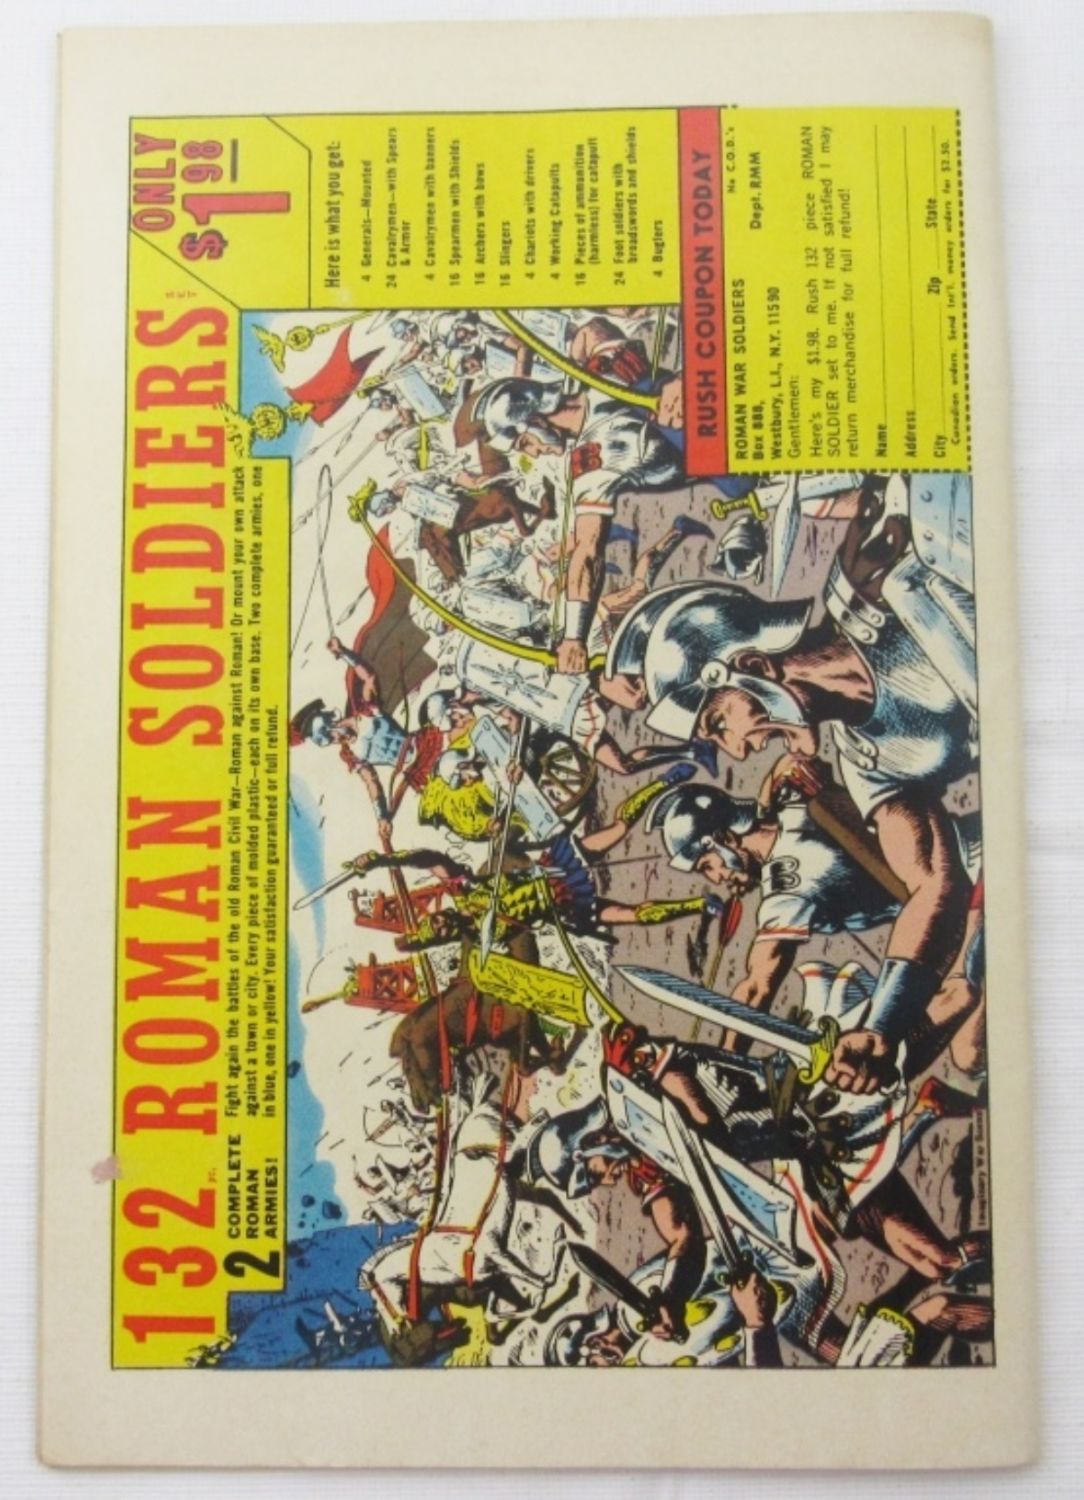 132 pc. ROMAN SOLDIERS SET
ONLY
$1.98
2 COMPLETE
ROMAN
ARMIES!
Fight again the battles of the old Roman Civil War—Roman against Roman! Or mount your own attack
against a town or city. Every piece of molded plastic—each on its own base. Two complete armies, one
in blue, one in yellow! Your satisfaction guaranteed or full refund.
Here is what you get:
4 Generals—Mounted
24 Cavalrymen—with Spears
& Armor
4 Cavalrymen with banners
16 Spearmen with Shields
16 Archers with bows
16 Slingers
4 Chariots with drivers
4 Working Catapults
16 Pieces of ammunition
(harmless) for catapult
24 Foot soldiers with
broadswords and shields
4 Buglers
RUSH COUPON TODAY
No C.O.D.'s
ROMAN WAR SOLDIERS
Box 888, Dept. RMM
Westbury, L.I., N.Y. 11590
Gentlemen:
Here's my $1.98. Rush 132 piece ROMAN
SOLDIER set to me. If not satisfied I may
return merchandise for full refund!
Name
Address
City Zip State
Canadian orders. Send Int'l. money orders for $2.50.
Imaginary War Scene